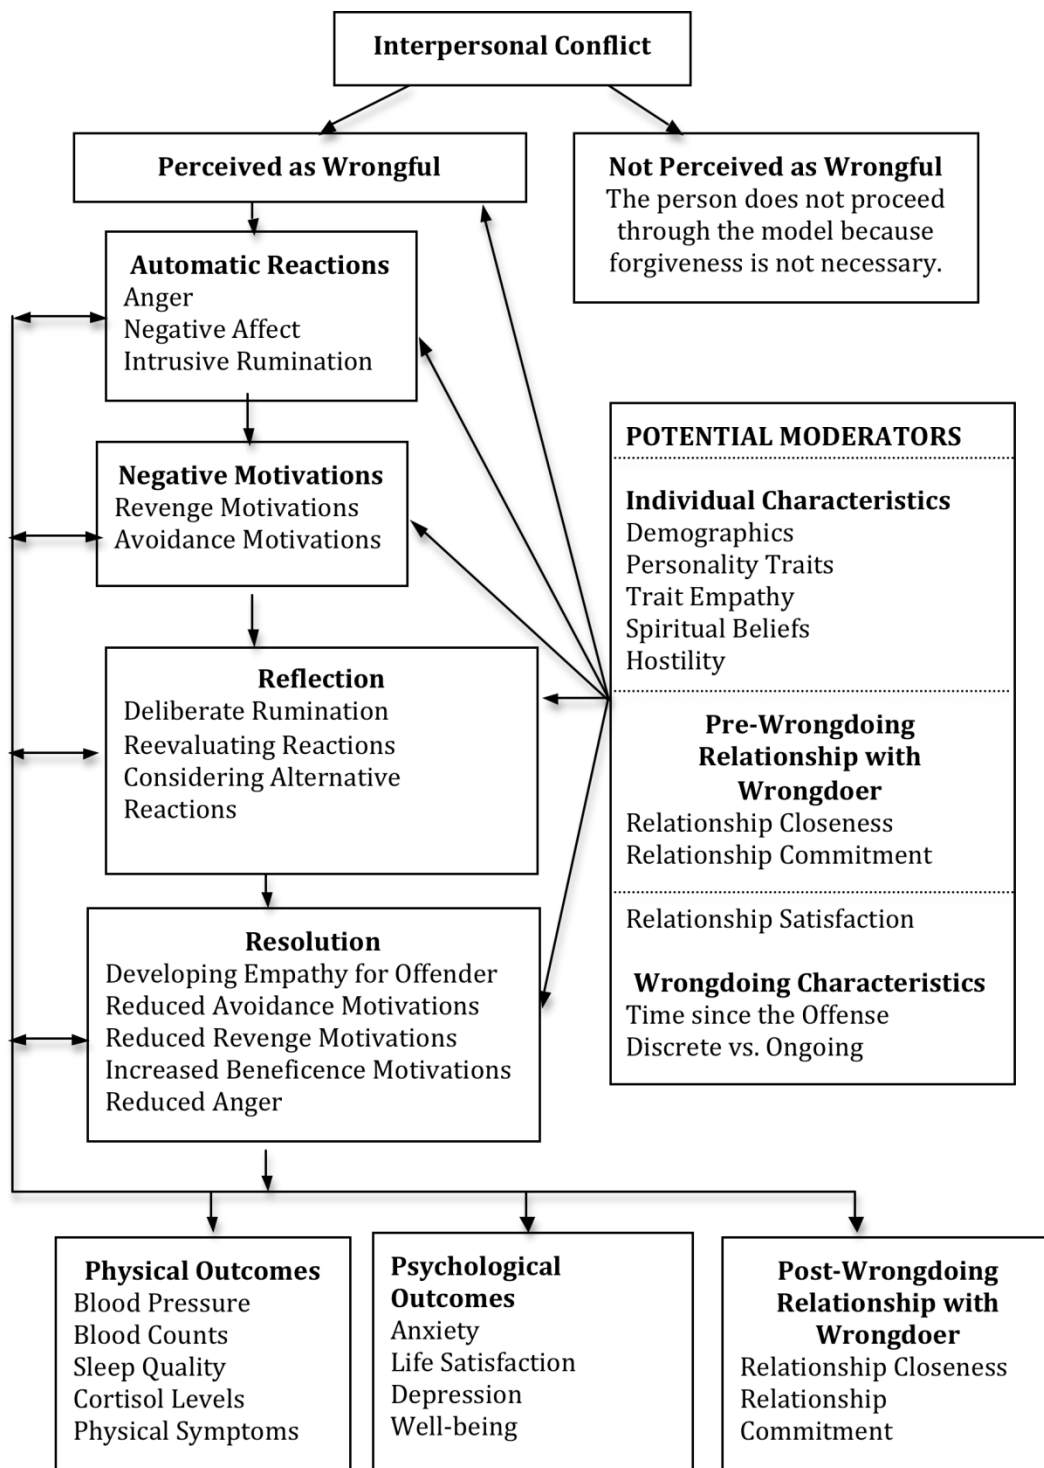 Interpersonal Conflict
Perceived as Wrongful
Not Perceived as Wrongful
The person does not proceed
through the model because
forgiveness is not necessary.
Automatic Reactions
Anger
Negative Affect
Intrusive Rumination
Negative Motivations
Revenge Motivations
Avoidance Motivations
Reflection
Deliberate Rumination
Reevaluating Reactions
Considering Alternative
Reactions
Resolution
Developing Empathy for Offender
Reduced Avoidance Motivations
Reduced Revenge Motivations
Increased Beneficence Motivations
Reduced Anger
POTENTIAL MODERATORS
Individual Characteristics
Demographics
Personality Traits
Trait Empathy
Spiritual Beliefs
Hostility
Pre-Wrongdoing
Relationship with
Wrongdoer
Relationship Closeness
Relationship Commitment
Relationship Satisfaction
Wrongdoing Characteristics
Time since the Offense
Discrete vs. Ongoing
Physical Outcomes
Blood Pressure
Blood Counts
Sleep Quality
Cortisol Levels
Physical Symptoms
Psychological
Outcomes
Anxiety
Life Satisfaction
Depression
Well-being
Post-Wrongdoing
Relationship with
Wrongdoer
Relationship Closeness
Relationship
Commitment